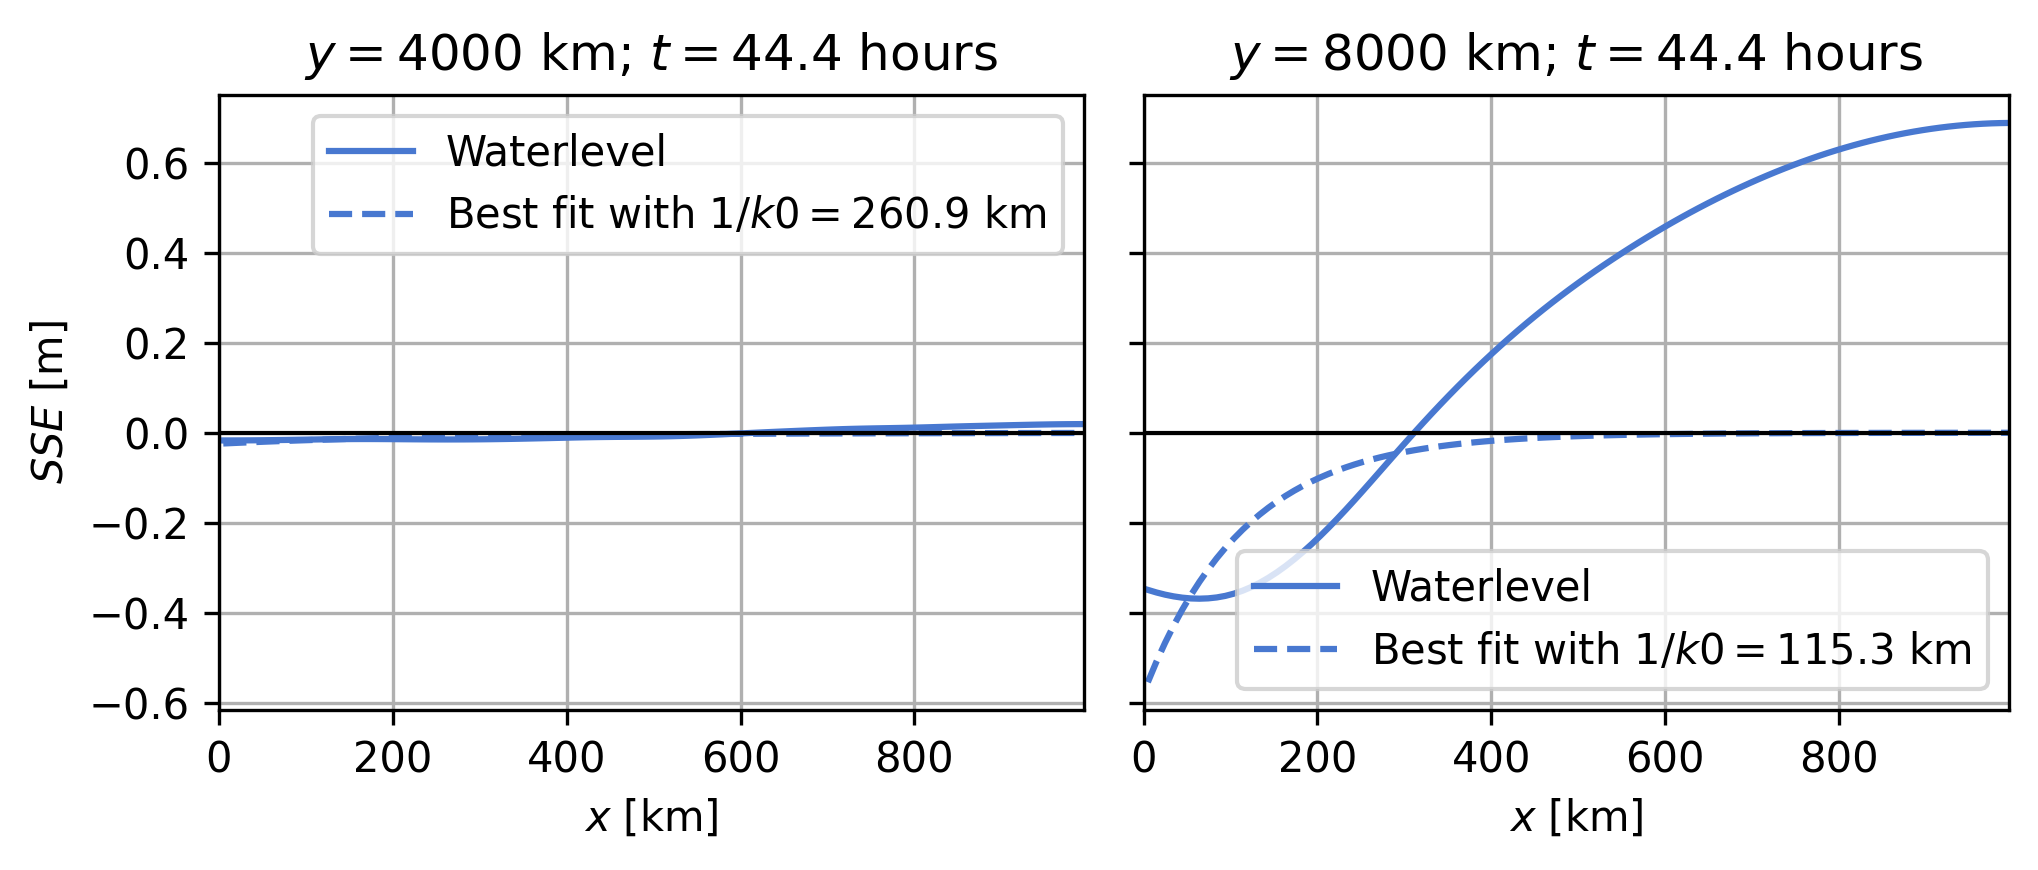 y = 4000 km; t = 44.4 hours
y = 8000 km; t = 44.4 hours
SSE [m]
0.6
0.4
0.2
0.0
−0.2
−0.4
−0.6
Waterlevel
Best fit with 1/k0 = 260.9 km
Waterlevel
Best fit with 1/k0 = 115.3 km
0 200 400 600 800
0 200 400 600 800
x [km]
x [km]